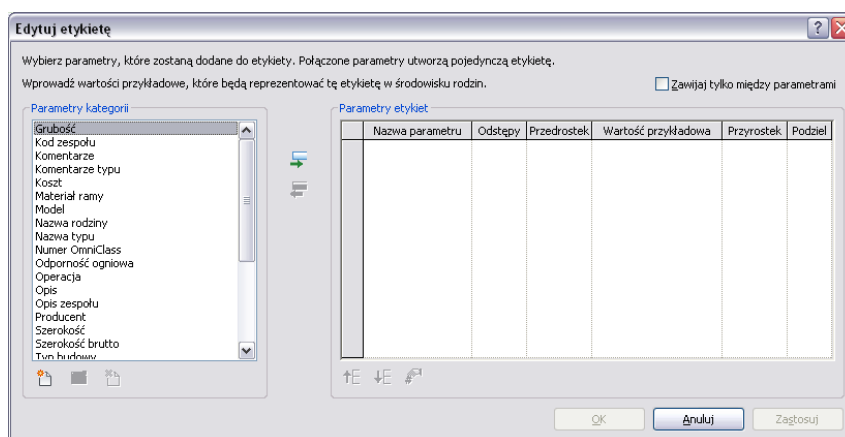 Edytuj etykietę
Wybierz parametry, które zostaną dodane do etykiety. Połączone parametry utworzą pojedynczą etykietę.
Wprowadź wartości przykładowe, które będą reprezentować tę etykietę w środowisku rodzin.
Zawijaj tylko między parametrami
Parametry kategorii
Grubość
Kod zespołu
Komentarze
Komentarze typu
Koszt
Materiał ramy
Model
Nazwa rodziny
Nazwa typu
Numer OmniClass
Odporność ogniowa
Operacja
Opis
Opis zespołu
Producent
Szerokość
Szerokość brutto
Typ budowy
Parametry etykiet
Nazwa parametru Odstępy Przedrostek Wartość przykładowa Przyrostek Podziel
OK Anuluj Zastosuj